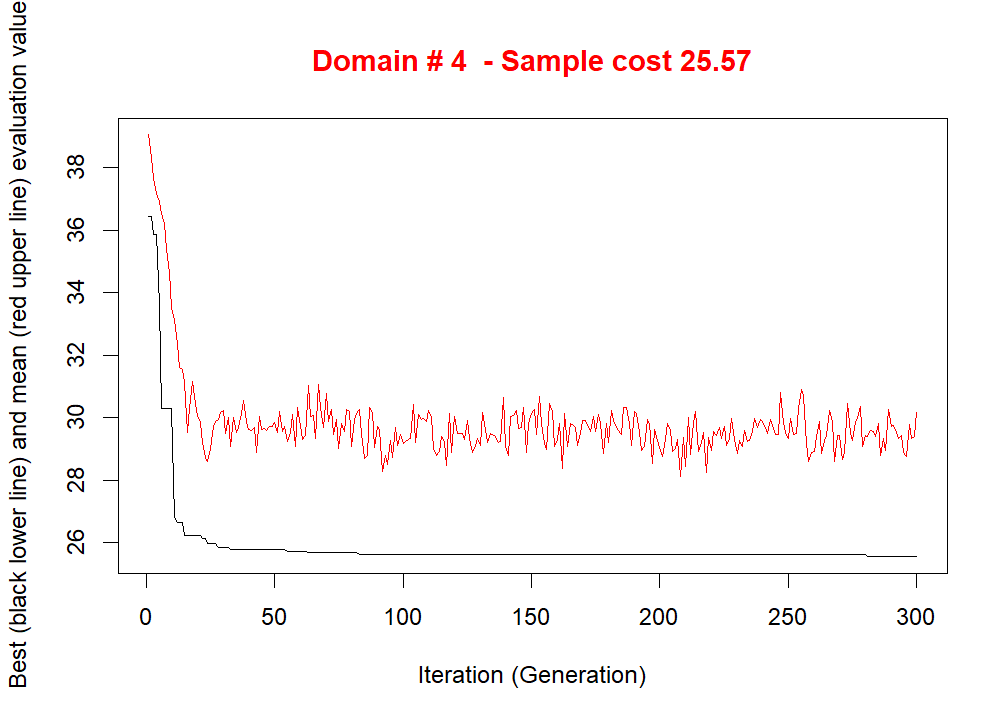 Domain # 4  - Sample cost 25.57
Best (black lower line) and mean (red upper line) evaluation value
38
36
34
32
30
28
26
0 50 100 150 200 250 300
Iteration (Generation)